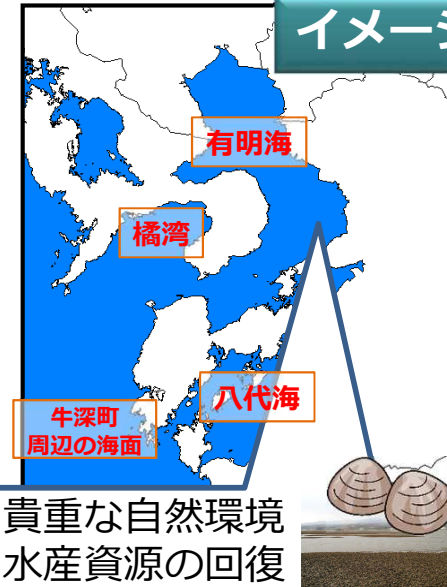 イメージ
有明海
橘湾
八代海
牛深町
周辺の海面
貴重な自然環境
水産資源の回復